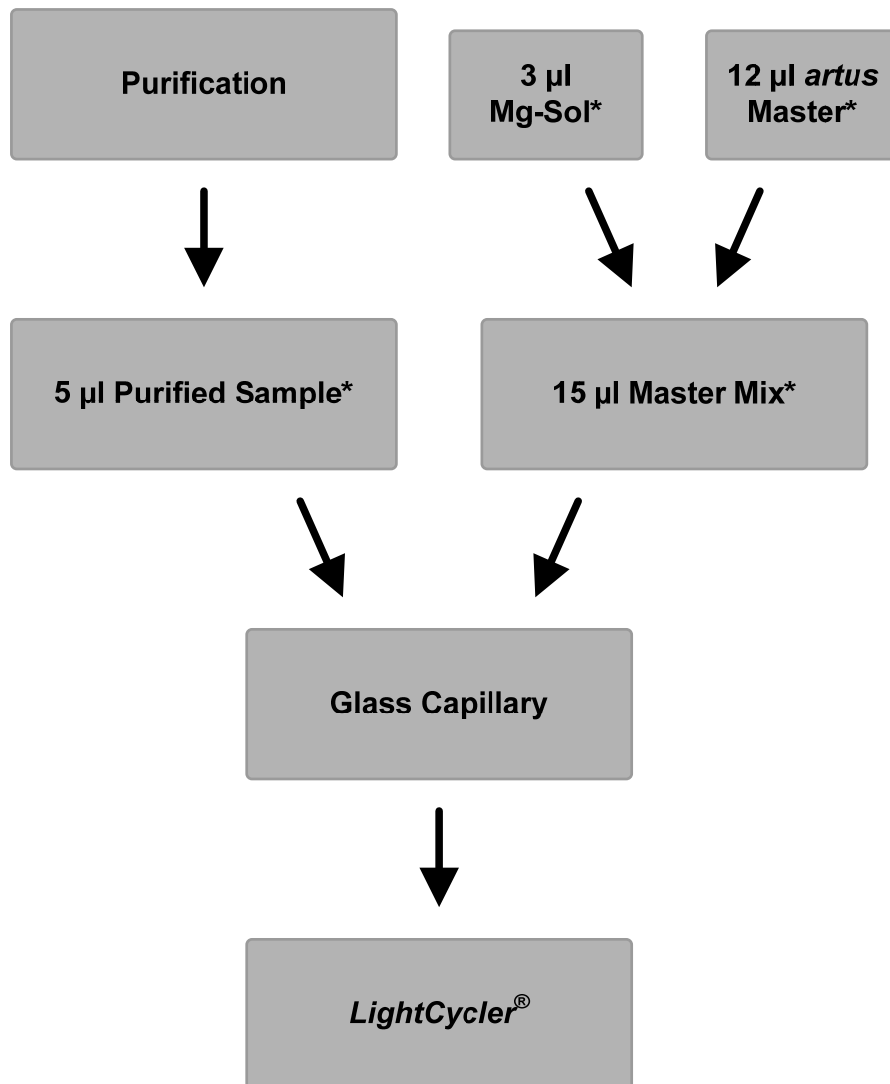 Purification
3 µl
Mg-Sol*
12 µl artus
Master*
5 µl Purified Sample*
15 µl Master Mix*
Glass Capillary
LightCycler®